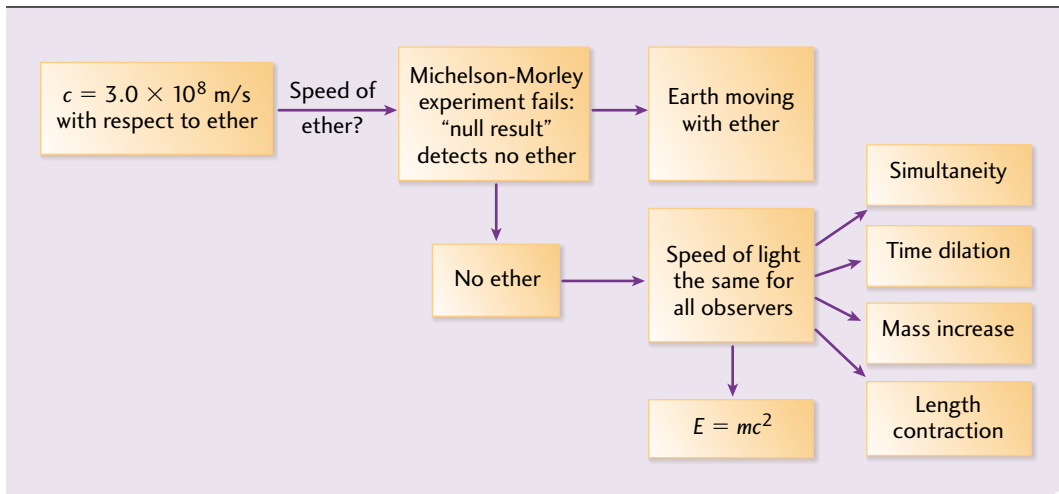 c = 3.0 × 10⁸ m/s
with respect to ether
Speed of
ether?
Michelson-Morley
experiment fails:
“null result”
detects no ether
Earth moving
with ether
No ether
Speed of light
the same for
all observers
Simultaneity
Time dilation
Mass increase
Length
contraction
E = mc²